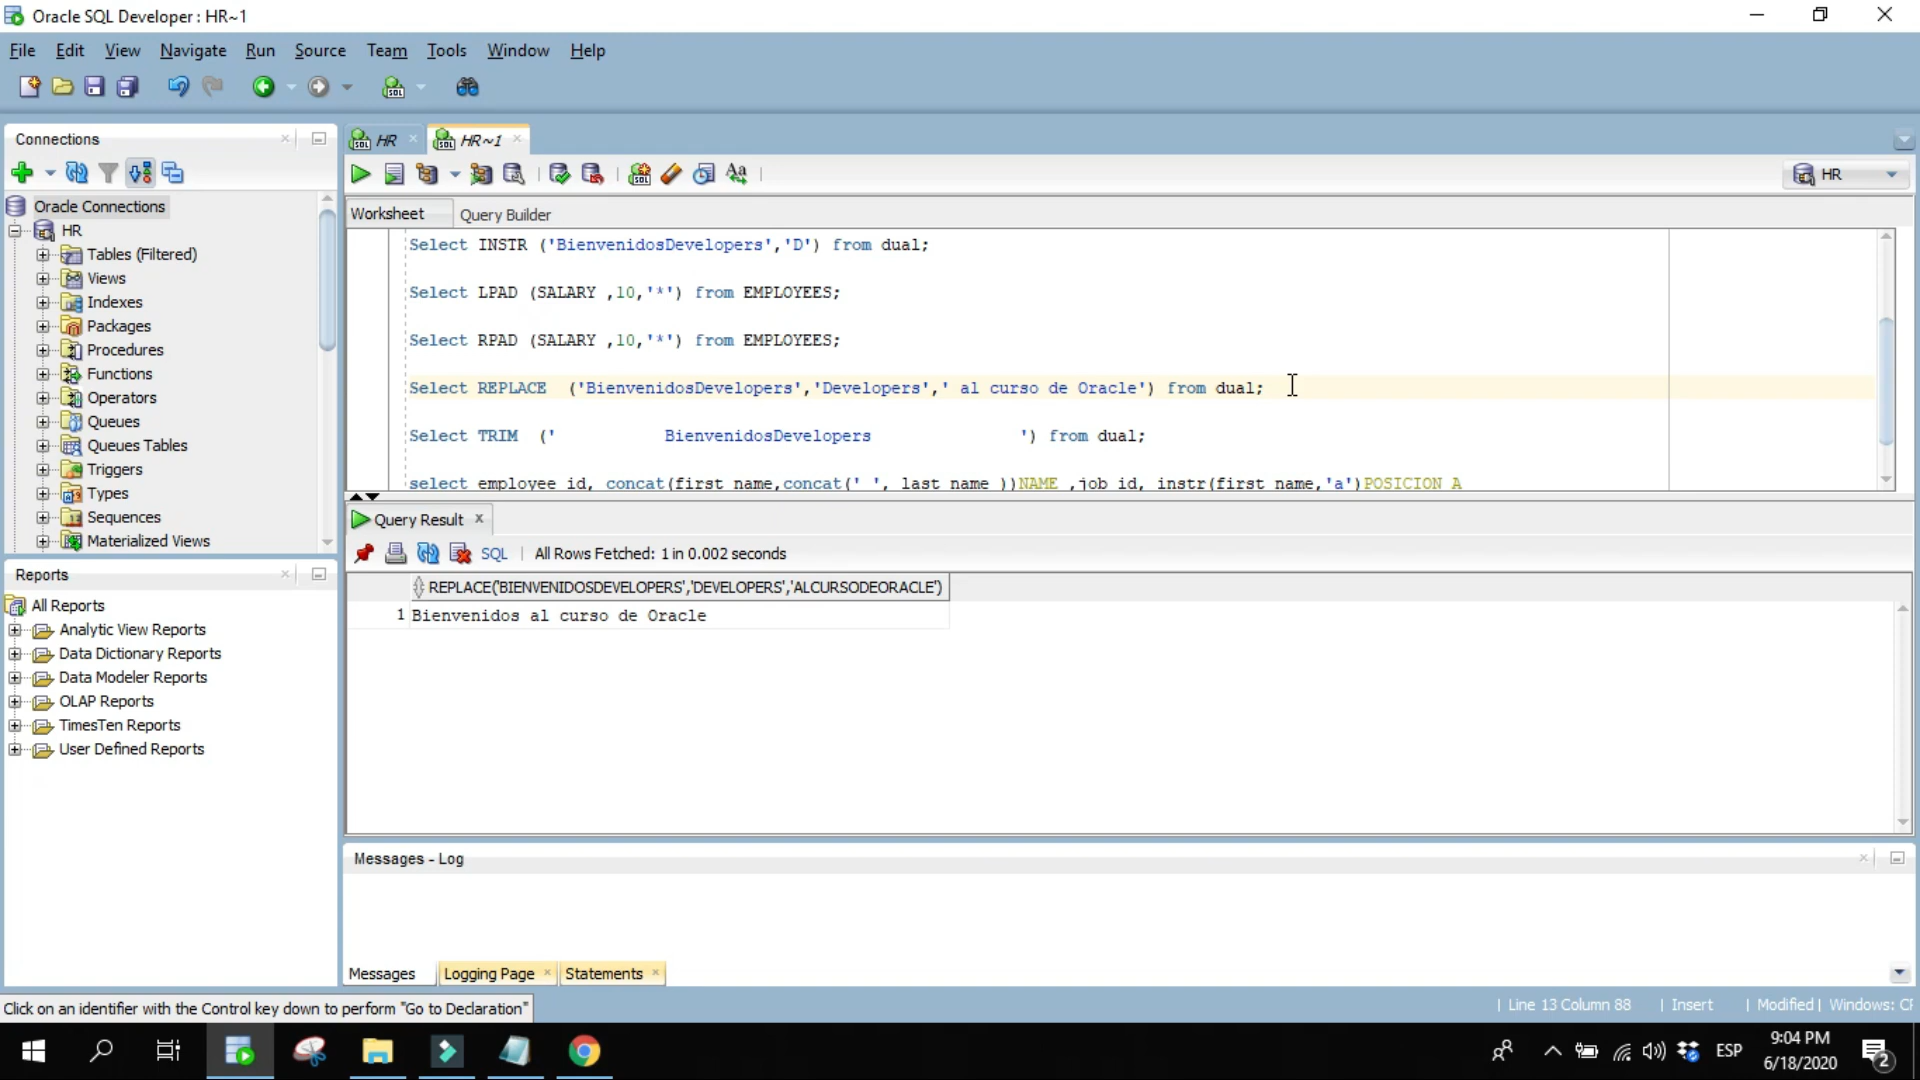 Oracle SQL Developer : HR~1
File Edit View Navigate Run Source Team Tools Window Help
Connections
Oracle Connections
HR
Tables (Filtered)
Views
Indexes
Packages
Procedures
Functions
Operators
Queues
Queues Tables
Triggers
Types
Sequences
Materialized Views
Reports
All Reports
Analytic View Reports
Data Dictionary Reports
Data Modeler Reports
OLAP Reports
TimesTen Reports
User Defined Reports
HR HR~1
HR
Worksheet Query Builder
Select INSTR ('BienvenidosDevelopers','D') from dual;
Select LPAD (SALARY ,10,'*') from EMPLOYEES;
Select RPAD (SALARY ,10,'*') from EMPLOYEES;
Select REPLACE ('BienvenidosDevelopers','Developers',' al curso de Oracle') from dual;
Select TRIM (' BienvenidosDevelopers ') from dual;
select employee_id, concat(first_name,concat(' ', last_name ))NAME ,job_id, instr(first_name,'a')POSICION_A
Query Result
SQL | All Rows Fetched: 1 in 0.002 seconds
REPLACE('BIENVENIDOSDEVELOPERS','DEVELOPERS','ALCURSODEORACLE')
1 Bienvenidos al curso de Oracle
Messages - Log
Messages Logging Page Statements
Click on an identifier with the Control key down to perform "Go to Declaration"
| Line 13 Column 88 | Insert | Modified | Windows: CF
ESP
9:04 PM
6/18/2020
2